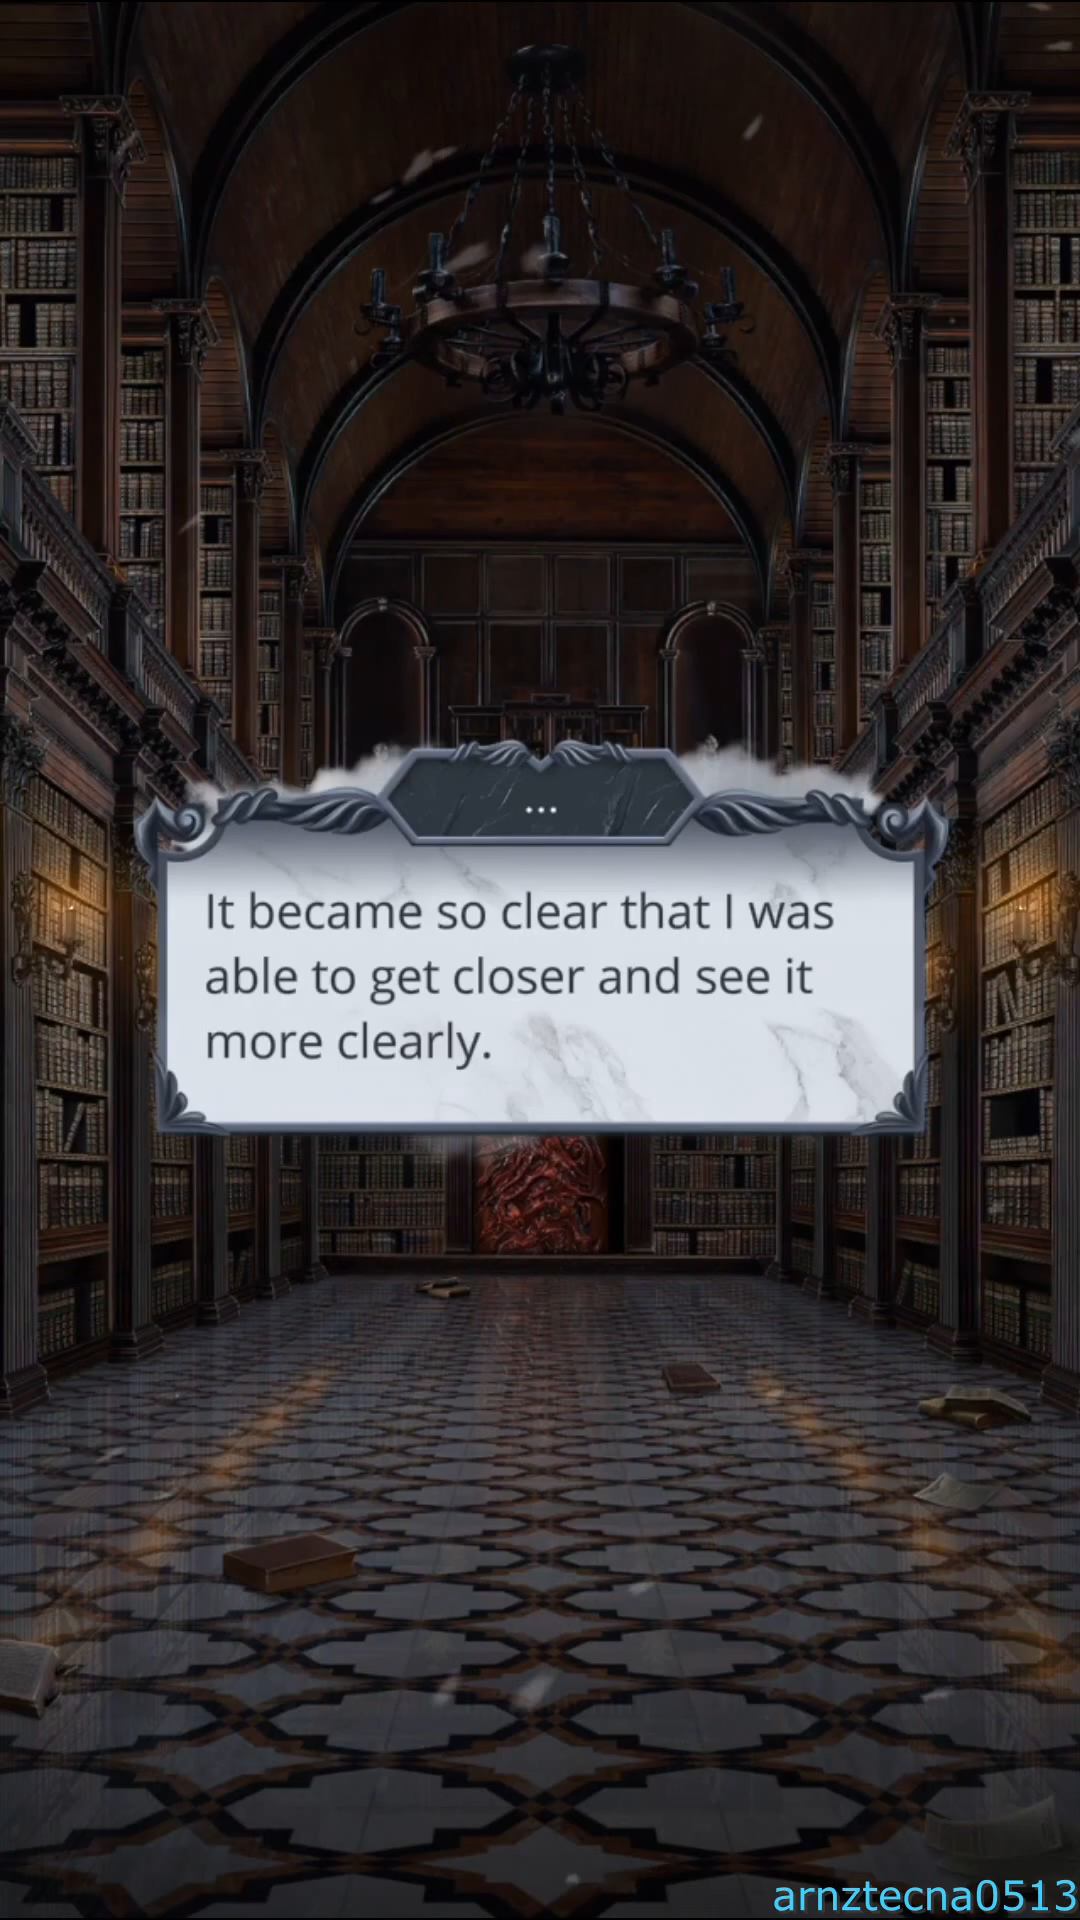 ...
It became so clear that I was
able to get closer and see it
more clearly.
arnztecna0513